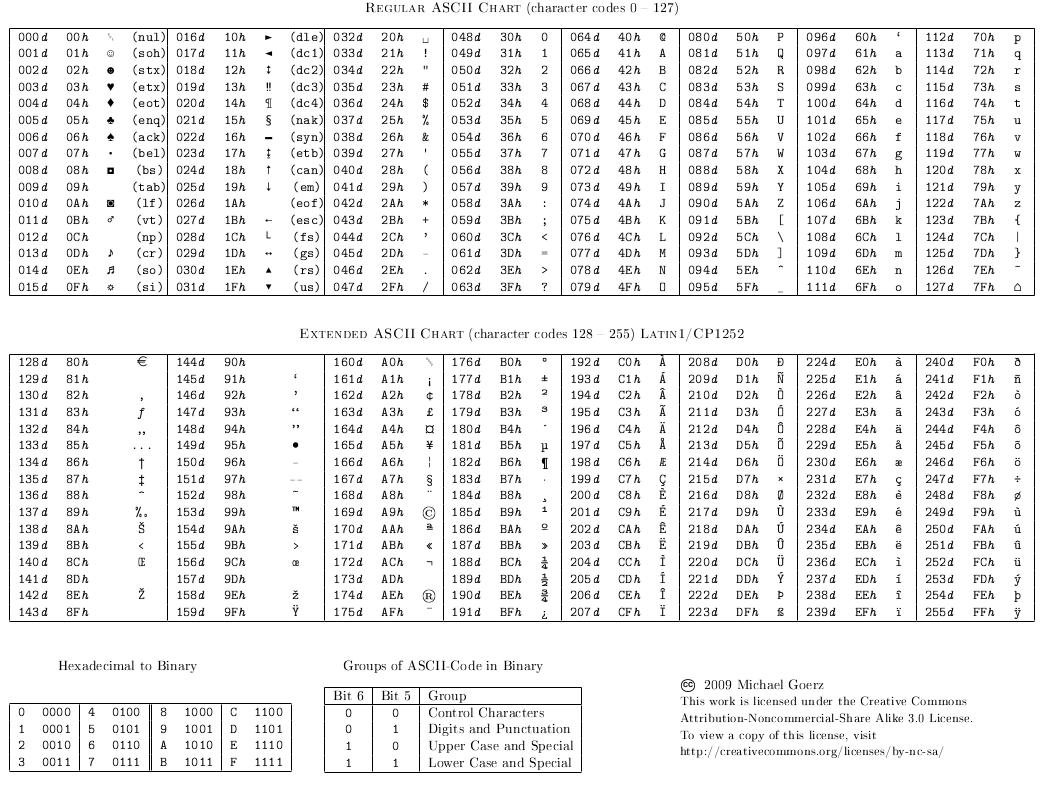 REGULAR ASCII CHART (character codes 0 – 127)
000d 00h ␀ (nul) 016d 10h ► (dle) 032d 20h ␣ 048d 30h 0 064d 40h @ 080d 50h P 096d 60h ‘ 112d 70h p
001d 01h ☺ (soh) 017d 11h ◄ (dc1) 033d 21h ! 049d 31h 1 065d 41h A 081d 51h Q 097d 61h a 113d 71h q
002d 02h ☻ (stx) 018d 12h ↕ (dc2) 034d 22h " 050d 32h 2 066d 42h B 082d 52h R 098d 62h b 114d 72h r
003d 03h ♥ (etx) 019d 13h ‼ (dc3) 035d 23h # 051d 33h 3 067d 43h C 083d 53h S 099d 63h c 115d 73h s
004d 04h ♦ (eot) 020d 14h ¶ (dc4) 036d 24h $ 052d 34h 4 068d 44h D 084d 54h T 100d 64h d 116d 74h t
005d 05h ♣ (enq) 021d 15h § (nak) 037d 25h % 053d 35h 5 069d 45h E 085d 55h U 101d 65h e 117d 75h u
006d 06h ♠ (ack) 022d 16h ▬ (syn) 038d 26h & 054d 36h 6 070d 46h F 086d 56h V 102d 66h f 118d 76h v
007d 07h • (bel) 023d 17h ↨ (etb) 039d 27h ' 055d 37h 7 071d 47h G 087d 57h W 103d 67h g 119d 77h w
008d 08h ◘ (bs) 024d 18h ↑ (can) 040d 28h ( 056d 38h 8 072d 48h H 088d 58h X 104d 68h h 120d 78h x
009d 09h (tab) 025d 19h ↓ (em) 041d 29h ) 057d 39h 9 073d 49h I 089d 59h Y 105d 69h i 121d 79h y
010d 0Ah ◙ (lf) 026d 1Ah (eof) 042d 2Ah * 058d 3Ah : 074d 4Ah J 090d 5Ah Z 106d 6Ah j 122d 7Ah z
011d 0Bh ♂ (vt) 027d 1Bh ← (esc) 043d 2Bh + 059d 3Bh ; 075d 4Bh K 091d 5Bh [ 107d 6Bh k 123d 7Bh {
012d 0Ch (np) 028d 1Ch └ (fs) 044d 2Ch ’ 060d 3Ch < 076d 4Ch L 092d 5Ch \ 108d 6Ch l 124d 7Ch |
013d 0Dh ♪ (cr) 029d 1Dh ↔ (gs) 045d 2Dh – 061d 3Dh = 077d 4Dh M 093d 5Dh ] 109d 6Dh m 125d 7Dh }
014d 0Eh ♬ (so) 030d 1Eh ▲ (rs) 046d 2Eh . 062d 3Eh > 078d 4Eh N 094d 5Eh ^ 110d 6Eh n 126d 7Eh ~
015d 0Fh ☼ (si) 031d 1Fh ▼ (us) 047d 2Fh / 063d 3Fh ? 079d 4Fh O 095d 5Fh _ 111d 6Fh o 127d 7Fh ⌂
EXTENDED ASCII CHART (character codes 128 – 255) LATIN1/CP1252
128d 80h € 144d 90h 160d A0h ␀ 176d B0h ° 192d C0h À 208d D0h Ð 224d E0h à 240d F0h ð
129d 81h 145d 91h ‘ 161d A1h ¡ 177d B1h ± 193d C1h Á 209d D1h Ñ 225d E1h á 241d F1h ñ
130d 82h ‚ 146d 92h ’ 162d A2h ¢ 178d B2h ² 194d C2h Â 210d D2h Ò 226d E2h â 242d F2h ò
131d 83h ƒ 147d 93h “ 163d A3h £ 179d B3h ³ 195d C3h Ã 211d D3h Ó 227d E3h ã 243d F3h ó
132d 84h „ 148d 94h ” 164d A4h ¤ 180d B4h ´ 196d C4h Ä 212d D4h Ô 228d E4h ä 244d F4h ô
133d 85h ... 149d 95h • 165d A5h ¥ 181d B5h µ 197d C5h Å 213d D5h Õ 229d E5h å 245d F5h õ
134d 86h † 150d 96h – 166d A6h ¦ 182d B6h ¶ 198d C6h Æ 214d D6h Ö 230d E6h æ 246d F6h ö
135d 87h ‡ 151d 97h — 167d A7h § 183d B7h · 199d C7h Ç 215d D7h × 231d E7h ç 247d F7h ÷
136d 88h ˆ 152d 98h ˜ 168d A8h ¨ 184d B8h ¸ 200d C8h È 216d D8h Ø 232d E8h è 248d F8h ø
137d 89h ‰ 153d 99h ™ 169d A9h © 185d B9h ¹ 201d C9h É 217d D9h Ù 233d E9h é 249d F9h ù
138d 8Ah Š 154d 9Ah š 170d AAh ª 186d BAh º 202d CAh Ê 218d DAh Ú 234d EAh ê 250d FAh ú
139d 8Bh ‹ 155d 9Bh › 171d ABh « 187d BBh » 203d CBh Ë 219d DBh Û 235d EBh ë 251d FBh û
140d 8Ch Œ 156d 9Ch œ 172d ACh ¬ 188d BCh ¼ 204d CCh Ì 220d DCh Ü 236d ECh ì 252d FCh ü
141d 8Dh 157d 9Dh 173d ADh 189d BDh ½ 205d CDh Í 221d DDh Ý 237d EDh í 253d FDh ý
142d 8Eh Ž 158d 9Eh ž 174d AEh ® 190d BEh ¾ 206d CEh Î 222d DEh Þ 238d EEh î 254d FEh þ
143d 8Fh 159d 9Fh Ÿ 175d AFh ¯ 191d BFh ¿ 207d CFh Ï 223d DFh ß 239d EFh ï 255d FFh ÿ
Hexadecimal to Binary
0 0000 4 0100 8 1000 C 1100
1 0001 5 0101 9 1001 D 1101
2 0010 6 0110 A 1010 E 1110
3 0011 7 0111 B 1011 F 1111
Groups of ASCII-Code in Binary
Bit 6 Bit 5 Group
0 0 Control Characters
0 1 Digits and Punctuation
1 0 Upper Case and Special
1 1 Lower Case and Special
cc 2009 Michael Goerz
This work is licensed under the Creative Commons
Attribution-Noncommercial-Share Alike 3.0 License.
To view a copy of this license, visit
http://creativecommons.org/licenses/by-nc-sa/